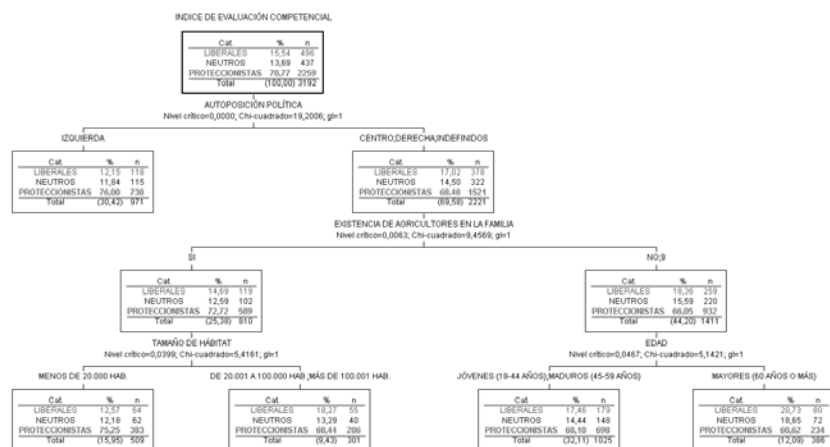 INDICE DE EVALUACIÓN COMPETENCIAL
Cat. % n
LIBERALES 15,54 496
NEUTROS 13,69 437
PROTECCIONISTAS 70,77 2259
Total (100,00) 3192
AUTOPOSICIÓN POLÍTICA
Nivel crítico=0,0000; Chi-cuadrado=19,2006; gl=1
IZQUIERDA
Cat. % n
LIBERALES 12,15 118
NEUTROS 11,84 115
PROTECCIONISTAS 76,00 738
Total (30,42) 971
CENTRO;DERECHA;INDEFINIDOS
Cat. % n
LIBERALES 17,02 378
NEUTROS 14,50 322
PROTECCIONISTAS 68,48 1521
Total (69,58) 2221
EXISTENCIA DE AGRICULTORES EN LA FAMILIA
Nivel crítico=0,0063; Chi-cuadrado=9,4569; gl=1
SI
Cat. % n
LIBERALES 14,69 119
NEUTROS 12,59 102
PROTECCIONISTAS 72,72 589
Total (25,38) 810
NO;9
Cat. % n
LIBERALES 18,36 259
NEUTROS 15,59 220
PROTECCIONISTAS 66,05 932
Total (44,20) 1411
TAMAÑO DE HÁBITAT
Nivel crítico=0,0399; Chi-cuadrado=5,4161; gl=1
EDAD
Nivel crítico=0,0467; Chi-cuadrado=5,1421; gl=1
MENOS DE 20.000 HAB.
Cat. % n
LIBERALES 12,57 64
NEUTROS 12,18 62
PROTECCIONISTAS 75,25 383
Total (15,95) 509
DE 20.001 A 100.000 HAB.;MÁS DE 100.001 HAB.
Cat. % n
LIBERALES 18,27 55
NEUTROS 13,29 40
PROTECCIONISTAS 68,44 206
Total (9,43) 301
JÓVENES (18-44 AÑOS);MADUROS (45-59 AÑOS)
Cat. % n
LIBERALES 17,46 179
NEUTROS 14,44 148
PROTECCIONISTAS 68,10 698
Total (32,11) 1025
MAYORES (60 AÑOS O MÁS)
Cat. % n
LIBERALES 20,73 80
NEUTROS 18,65 72
PROTECCIONISTAS 60,62 234
Total (12,09)